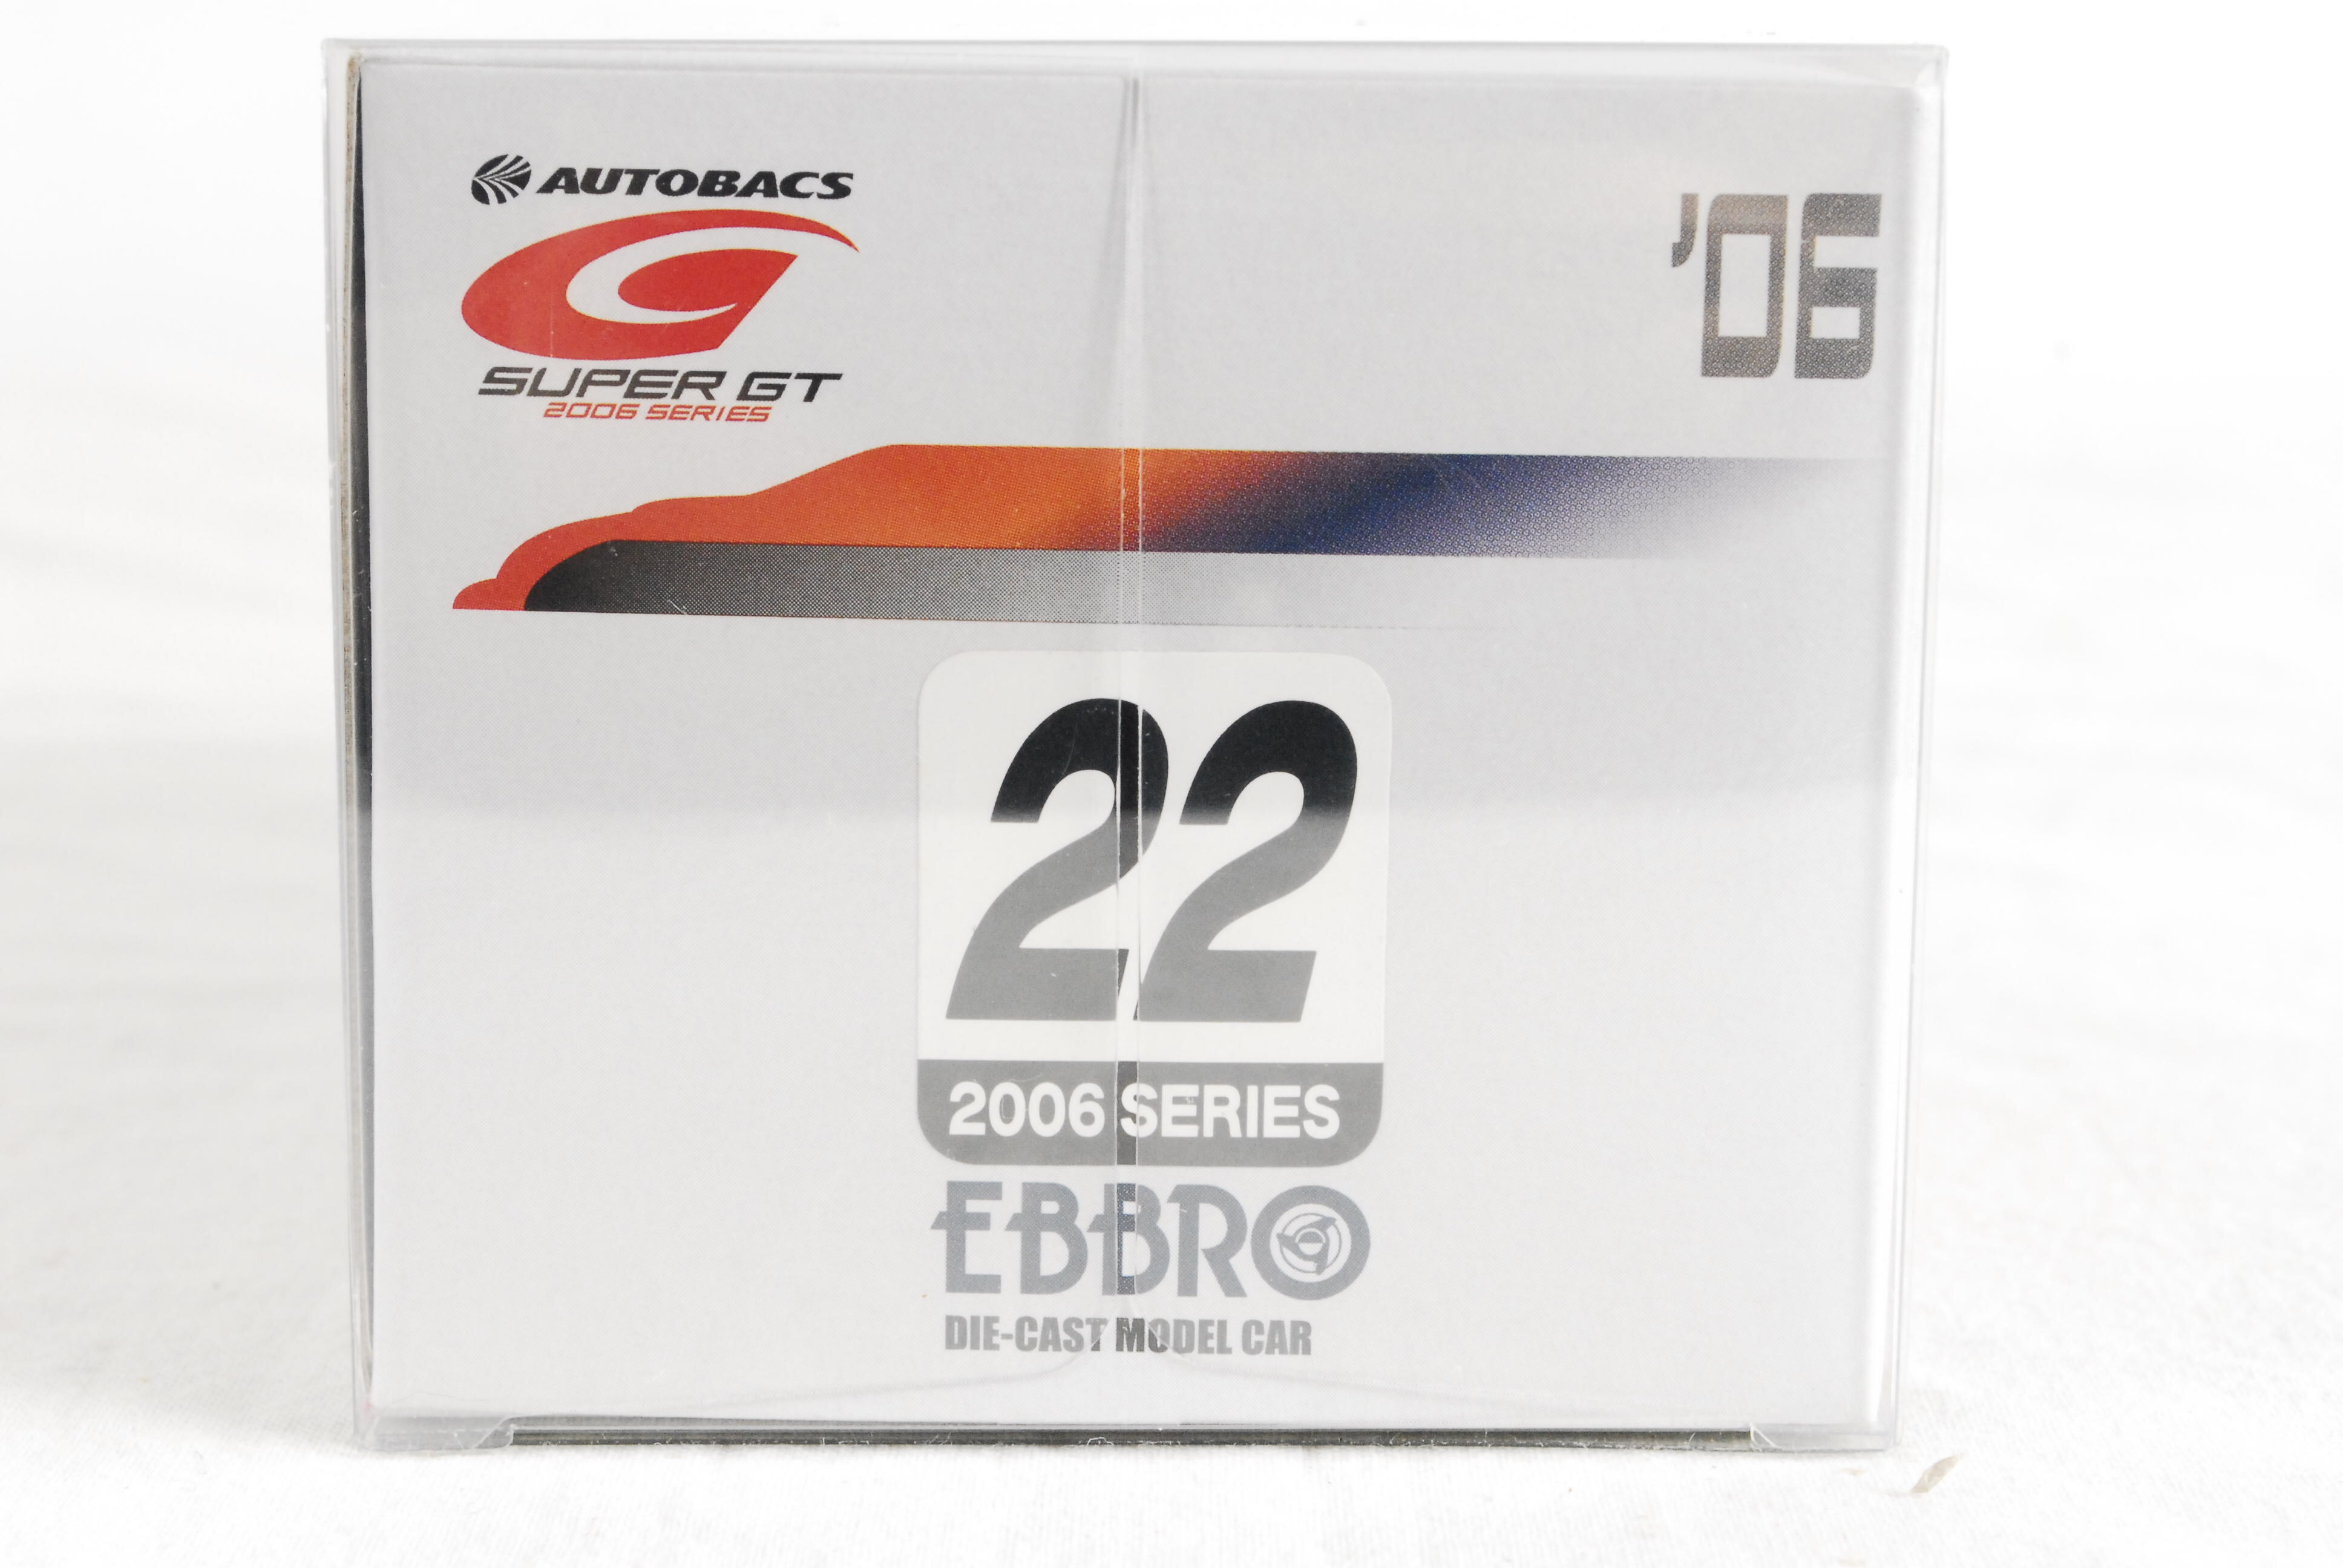 AUTOBACS
'06
SUPER GT
2006 SERIES
22
2006 SERIES
EBBRO
DIE-CAST MODEL CAR